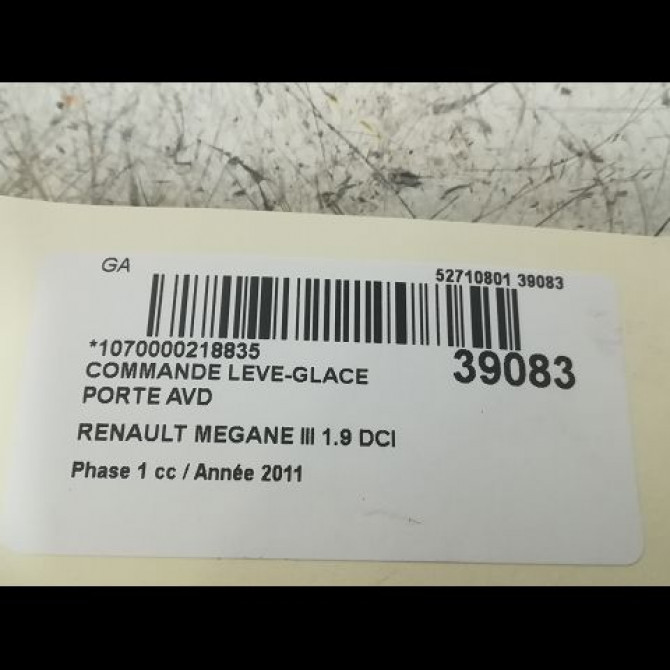 GA
52710801 39083
*1070000218835
39083
COMMANDE LEVE-GLACE
PORTE AVD
RENAULT MEGANE III 1.9 DCI
Phase 1 cc / Année 2011